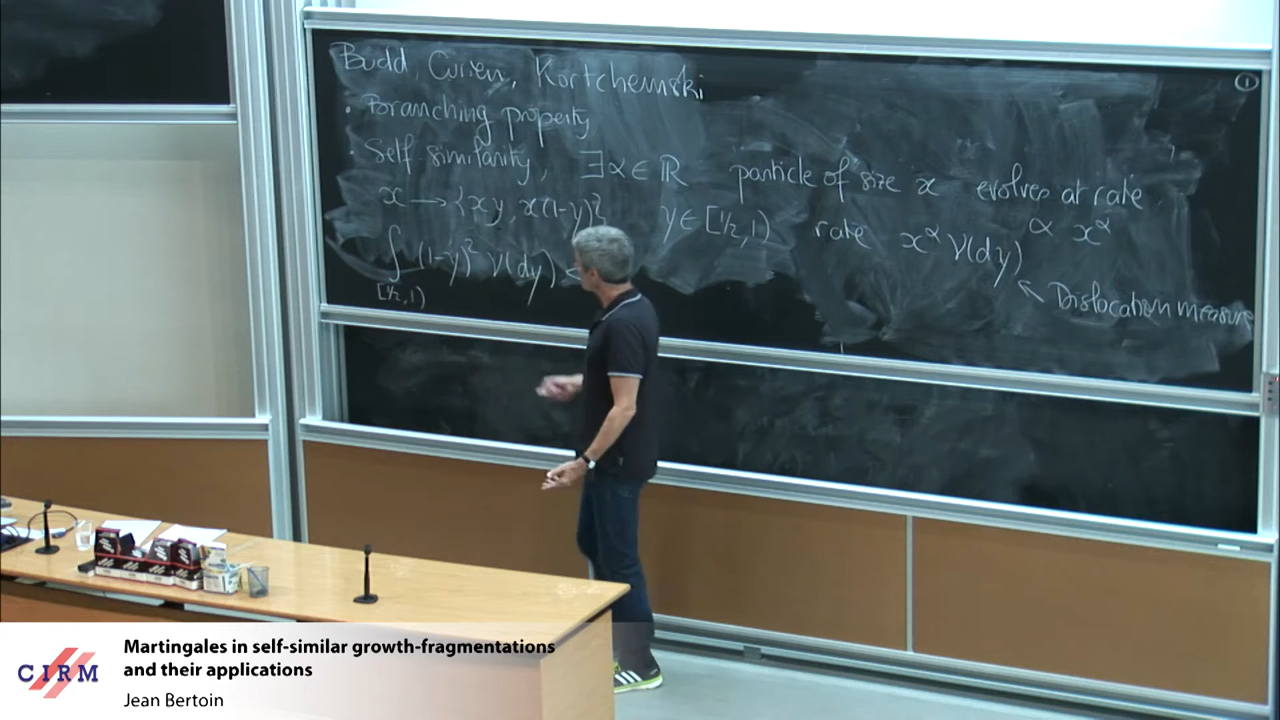 Budd, Curien, Kortchemski
①
• Branching property
• Self-similarity, ∃ α ∈ ℝ particle of size x evolves at rate ∝ x^α
x → {xy, x(1-y)} y ∈ [1/2, 1) rate x^α ν(dy)
↖ Dislocation measure
∫_{[1/2, 1)} (1-y)² ν(dy) <
CIRM
Martingales in self-similar growth-fragmentations
and their applications
Jean Bertoin